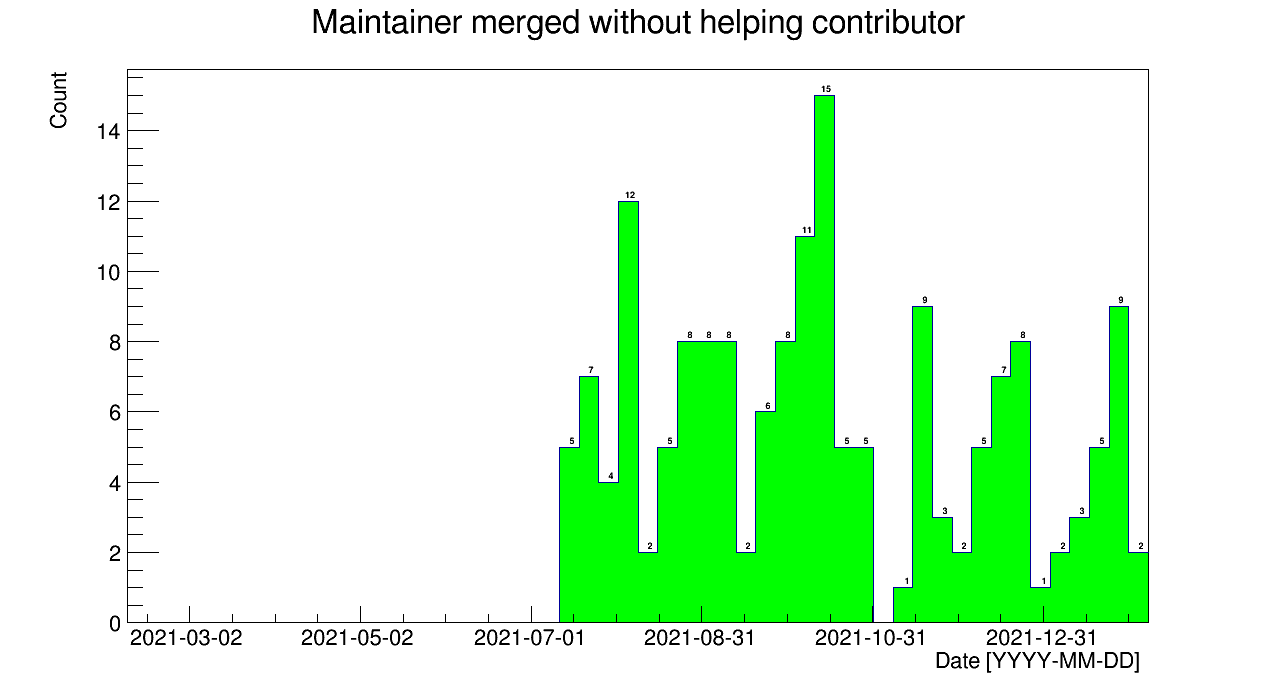 Maintainer merged without helping contributor
Count
14
12
10
8
6
4
2
0
5 7 4 12 2 5 8 8 8 2 6 8 11 15 5 5 1 9 3 2 5 7 8 1 2 3 5 9 2
2021-03-02 2021-05-02 2021-07-01 2021-08-31 2021-10-31 2021-12-31
Date [YYYY-MM-DD]